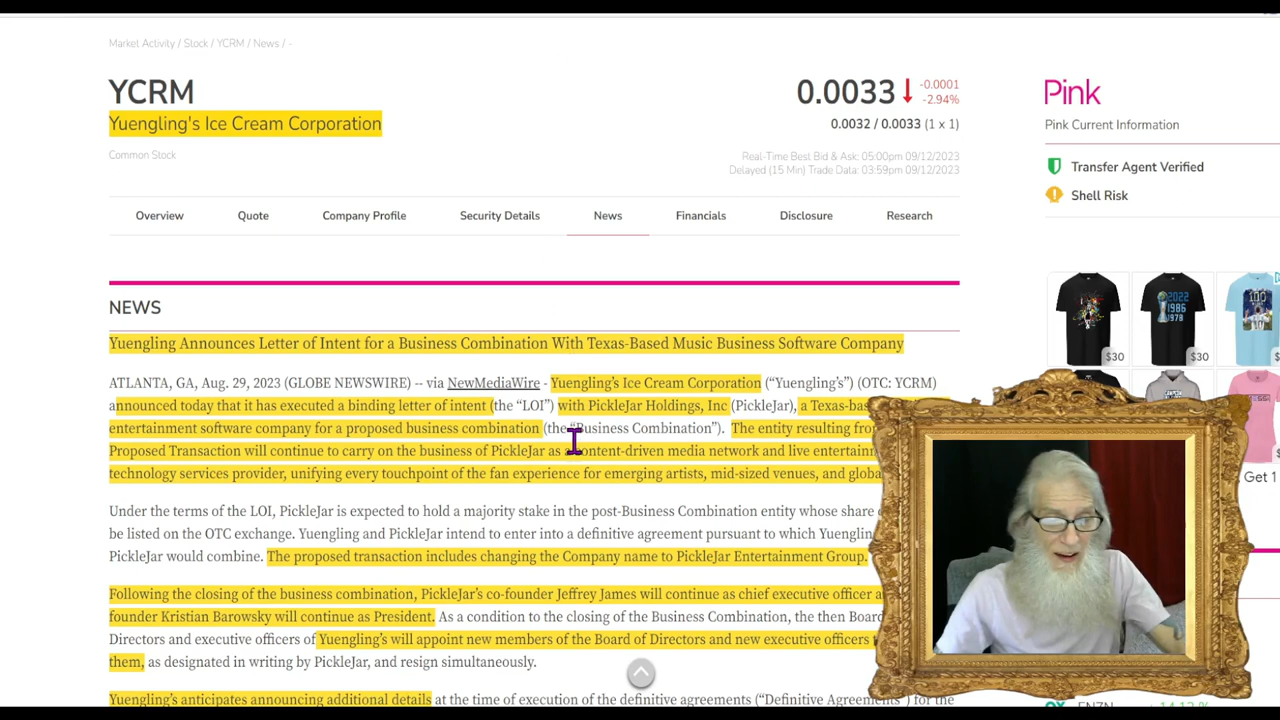 Market Activity / Stock / YCRM / News / -
YCRM
0.0033
-0.0001
-2.94%
Yuengling's Ice Cream Corporation
0.0032 / 0.0033 (1 x 1)
Common Stock
Real-Time Best Bid & Ask: 05:00pm 09/12/2023
Delayed (15 Min) Trade Data: 03:59pm 09/12/2023
Pink
Pink Current Information
Transfer Agent Verified
Shell Risk
Overview Quote Company Profile Security Details News Financials Disclosure Research
NEWS
Yuengling Announces Letter of Intent for a Business Combination With Texas-Based Music Business Software Company
ATLANTA, GA, Aug. 29, 2023 (GLOBE NEWSWIRE) -- via NewMediaWire - Yuengling's Ice Cream Corporation (“Yuengling's”) (OTC: YCRM)
announced today that it has executed a binding letter of intent (the “LOI”) with PickleJar Holdings, Inc (PickleJar), a
entertainment software company for a proposed business combination (the “Business Combination”). The entity resulting
Proposed Transaction will continue to carry on the business of PickleJar as content-driven media network and live
technology services provider, unifying every touchpoint of the fan experience for emerging artists, mid-sized venues, and
Under the terms of the LOI, PickleJar is expected to hold a majority stake in the post-Business Combination entity whose share
be listed on the OTC exchange. Yuengling and PickleJar intend to enter into a definitive agreement pursuant to which
PickleJar would combine. The proposed transaction includes changing the Company name to PickleJar Entertainment Group.
Following the closing of the business combination, PickleJar's co-founder Jeffrey James will continue as chief executive officer
founder Kristian Barowsky will continue as President. As a condition to the closing of the Business Combination, the then Board
Directors and executive officers of Yuengling's will appoint new members of the Board of Directors and new executive officers
them, as designated in writing by PickleJar, and resign simultaneously.
Yuengling's anticipates announcing additional details at the time of execution of the definitive agreements (“Definitive for the
$30
$30
2022
1986
1978
Get 1